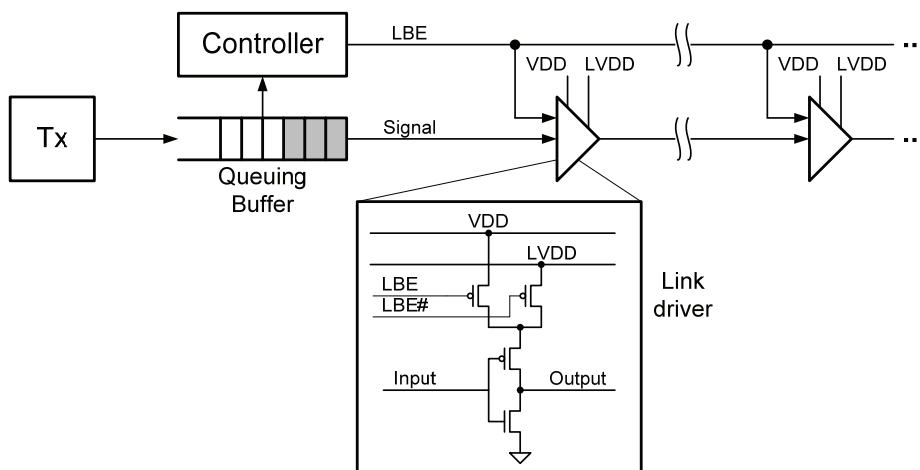 Controller
LBE
VDD LVDD
VDD LVDD
Tx
Signal
Queuing
Buffer
VDD
LVDD
LBE
LBE#
Link
driver
Input
Output